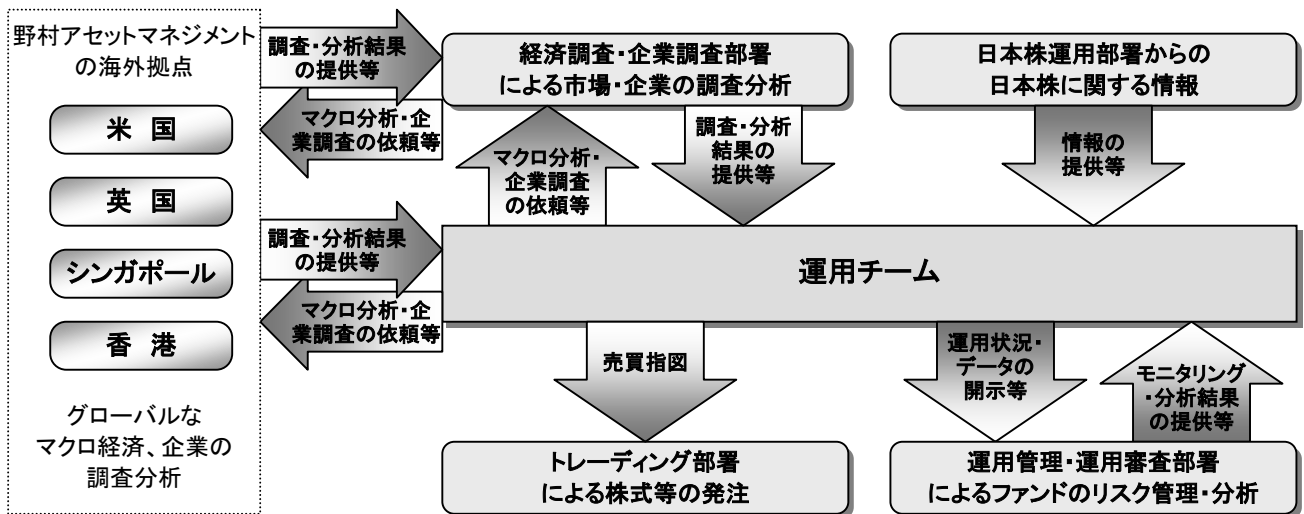 野村アセットマネジメント
の海外拠点
米 国
英 国
シンガポール
香 港
グローバルな
マクロ経済、企業の
調査分析
調査・分析結果
の提供等
マクロ分析・企
業調査の依頼等
調査・分析結果
の提供等
マクロ分析・企
業調査の依頼等
経済調査・企業調査部署
による市場・企業の調査分析
日本株運用部署からの
日本株に関する情報
マクロ分析・
企業調査
の依頼等
調査・分析
結果の
提供等
情報の
提供等
運用チーム
売買指図
運用状況・
データの
開示等
モニタリング
・分析結果
の提供等
トレーディング部署
による株式等の発注
運用管理・運用審査部署
によるファンドのリスク管理・分析